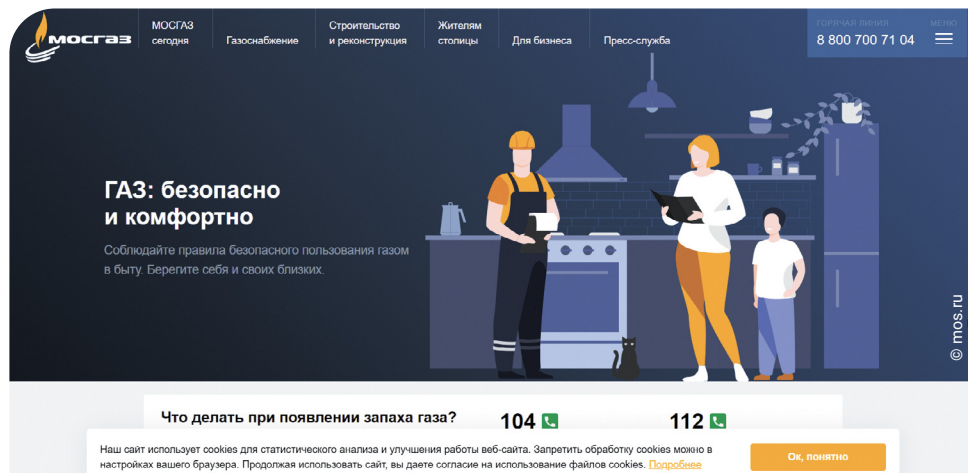 МОСГАЗ
МОСГАЗ
сегодня
Газоснабжение
Строительство
и реконструкция
Жителям
столицы
Для бизнеса
Пресс-служба
ГОРЯЧАЯ ЛИНИЯ
8 800 700 71 04
МЕНЮ
ГАЗ: безопасно
и комфортно
Соблюдайте правила безопасного пользования газом
в быту. Берегите себя и своих близких.
© mos.ru
Что делать при появлении запаха газа?
104
112
Наш сайт использует cookies для статистического анализа и улучшения работы веб-сайта. Запретить обработку cookies можно в
настройках вашего браузера. Продолжая использовать сайт, вы даете согласие на использование файлов cookies. Подробнее
Ок, понятно